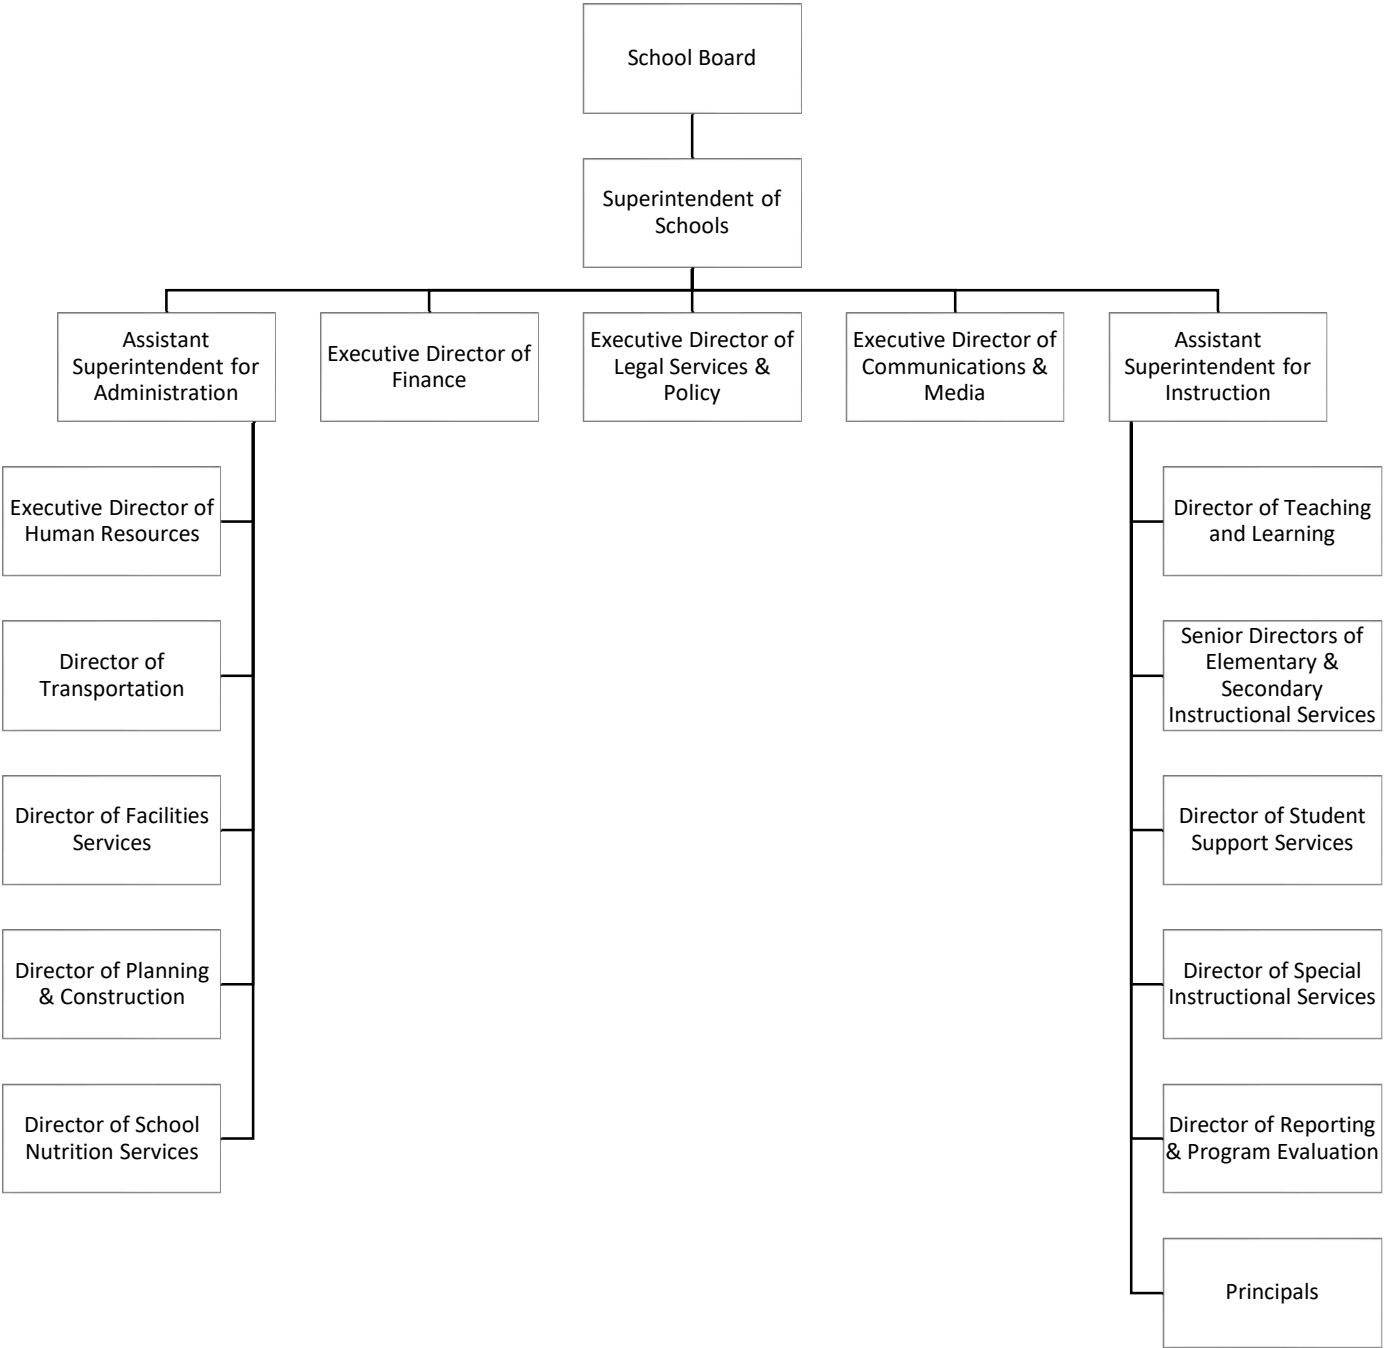 School Board
Superintendent of
Schools
Assistant
Superintendent for
Administration
Executive Director of
Finance
Executive Director of
Legal Services &
Policy
Executive Director of
Communications &
Media
Assistant
Superintendent for
Instruction
Executive Director of
Human Resources
Director of
Transportation
Director of Facilities
Services
Director of Planning
& Construction
Director of School
Nutrition Services
Director of Teaching
and Learning
Senior Directors of
Elementary &
Secondary
Instructional Services
Director of Student
Support Services
Director of Special
Instructional Services
Director of Reporting
& Program Evaluation
Principals